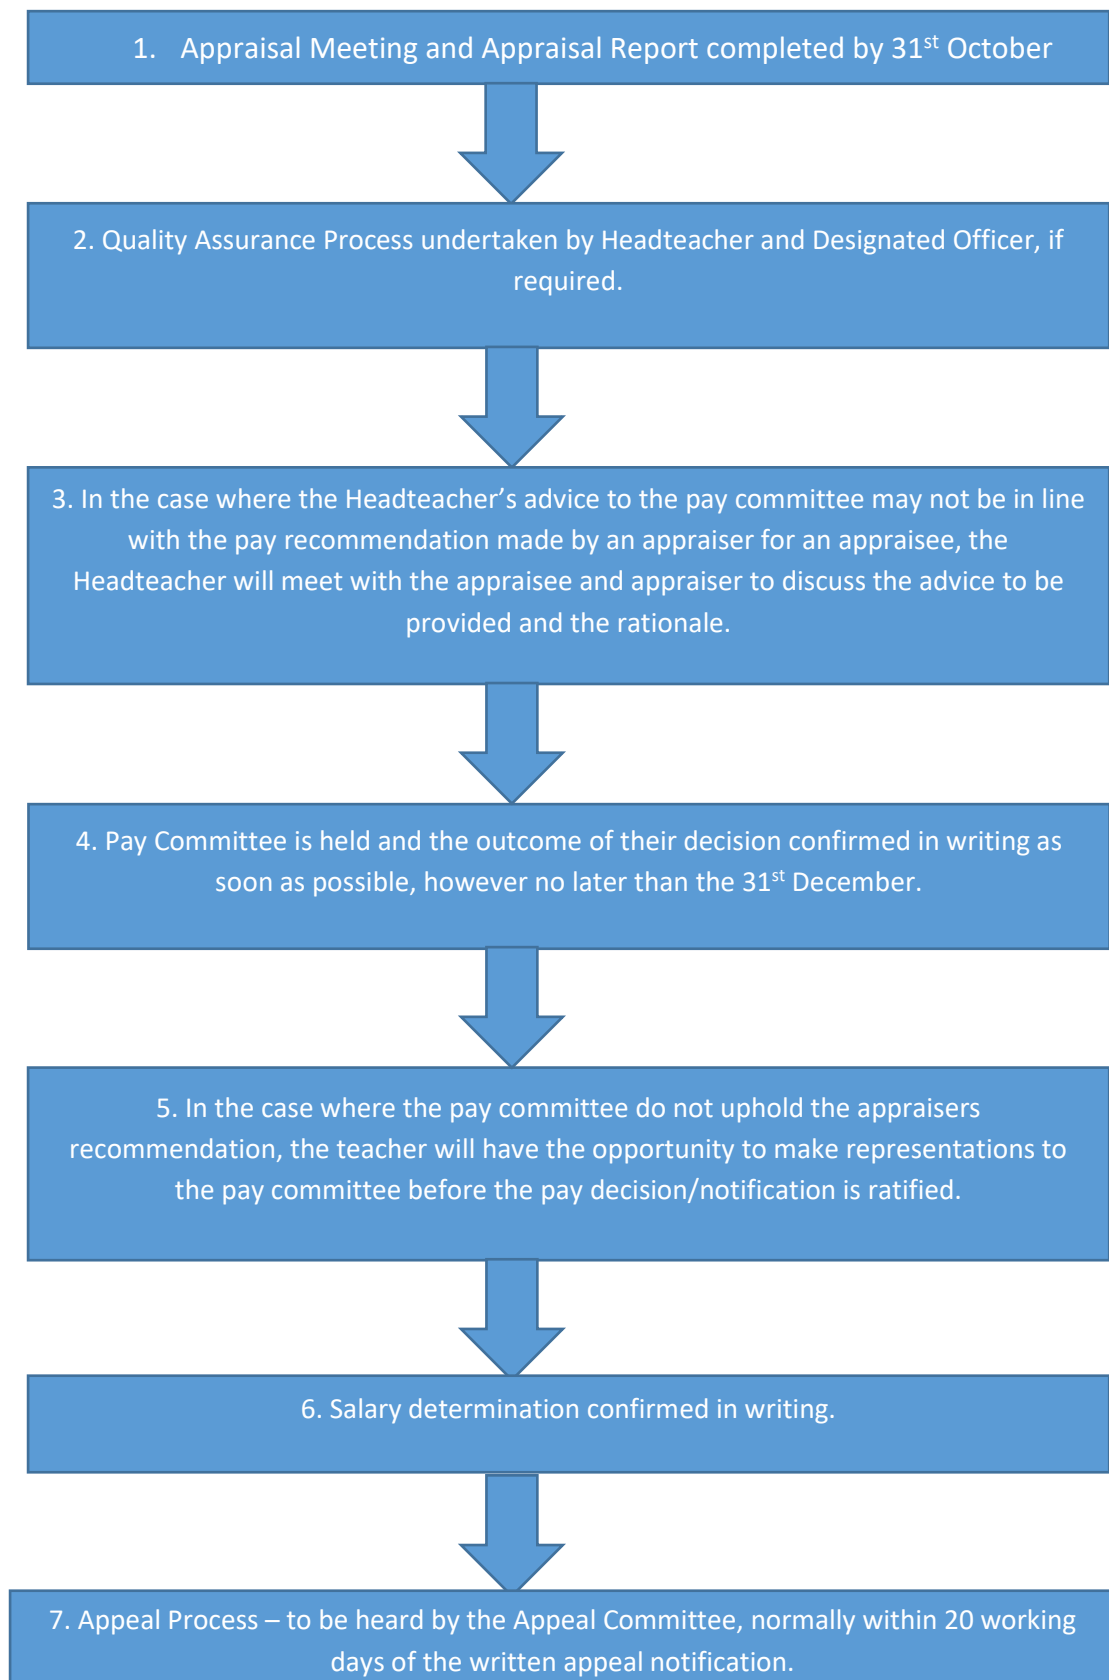 1. Appraisal Meeting and Appraisal Report completed by 31st October
2. Quality Assurance Process undertaken by Headteacher and Designated Officer, if
required.
3. In the case where the Headteacher’s advice to the pay committee may not be in line
with the pay recommendation made by an appraiser for an appraisee, the
Headteacher will meet with the appraisee and appraiser to discuss the advice to be
provided and the rationale.
4. Pay Committee is held and the outcome of their decision confirmed in writing as
soon as possible, however no later than the 31st December.
5. In the case where the pay committee do not uphold the appraisers
recommendation, the teacher will have the opportunity to make representations to
the pay committee before the pay decision/notification is ratified.
6. Salary determination confirmed in writing.
7. Appeal Process – to be heard by the Appeal Committee, normally within 20 working
days of the written appeal notification.